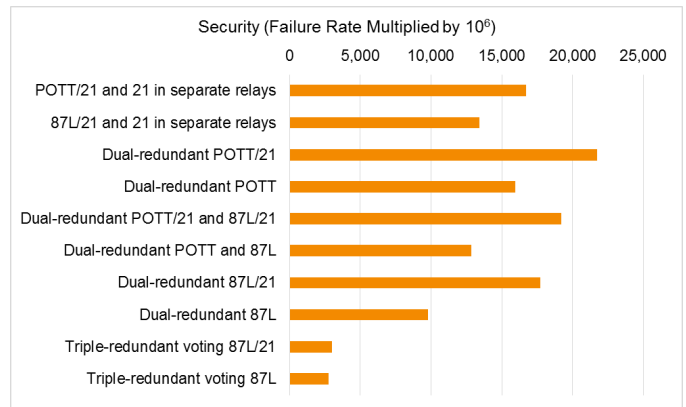 Security (Failure Rate Multiplied by 10⁶)
0 5,000 10,000 15,000 20,000 25,000
POTT/21 and 21 in separate relays
87L/21 and 21 in separate relays
Dual-redundant POTT/21
Dual-redundant POTT
Dual-redundant POTT/21 and 87L/21
Dual-redundant POTT and 87L
Dual-redundant 87L/21
Dual-redundant 87L
Triple-redundant voting 87L/21
Triple-redundant voting 87L